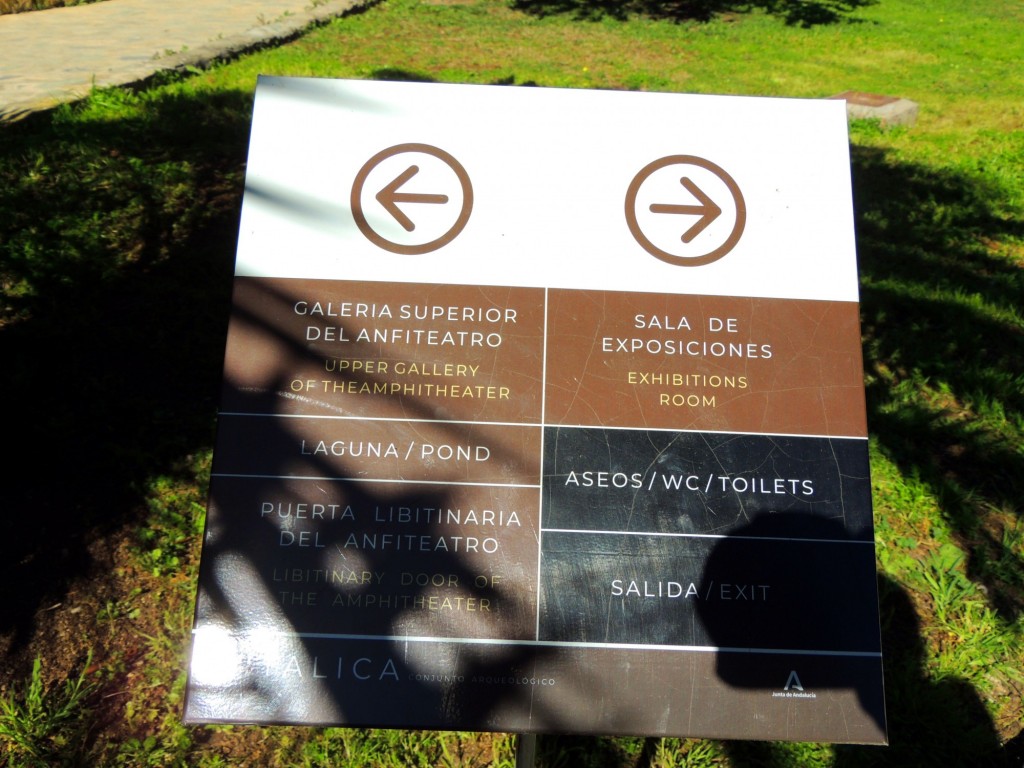 GALERIA SUPERIOR
DEL ANFITEATRO
UPPER GALLERY
OF THEAMPHITHEATER
LAGUNA / POND
PUERTA LIBITINARIA
DEL ANFITEATRO
LIBITINARY DOOR OF
THE AMPHITHEATER
SALA DE
EXPOSICIONES
EXHIBITIONS
ROOM
ASEOS / WC / TOILETS
SALIDA / EXIT
ITALICA CONJUNTO ARQUEOLÓGICO
Junta de Andalucía